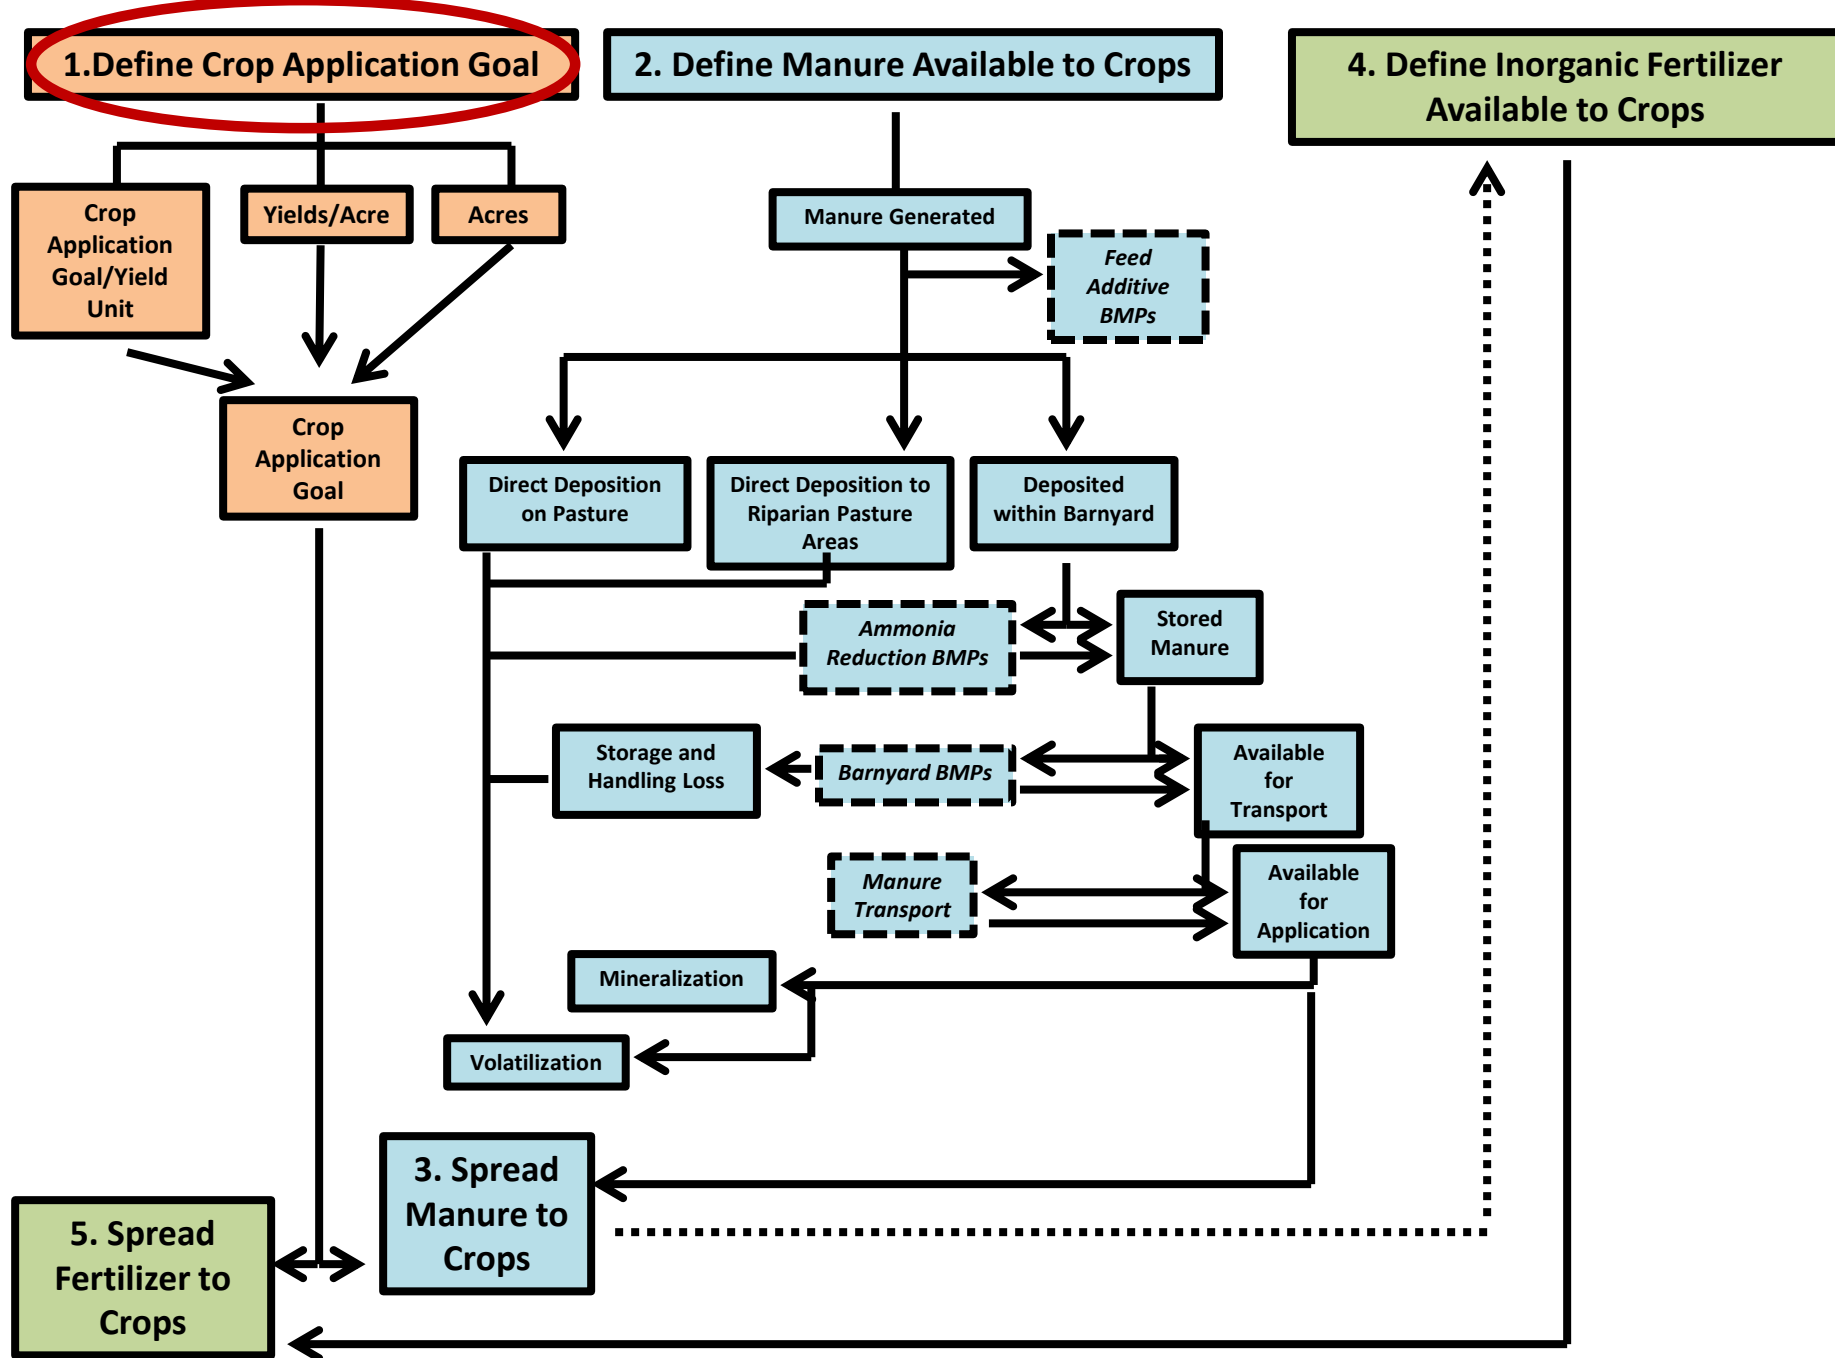 1.Define Crop Application Goal
2. Define Manure Available to Crops
4. Define Inorganic Fertilizer
Available to Crops
Crop
Application
Goal/Yield
Unit
Yields/Acre
Acres
Manure Generated
Feed
Additive
BMPs
Crop
Application
Goal
Direct Deposition
on Pasture
Direct Deposition to
Riparian Pasture
Areas
Deposited
within Barnyard
Ammonia
Reduction BMPs
Stored
Manure
Storage and
Handling Loss
Barnyard BMPs
Available
for
Transport
Manure
Transport
Available
for
Application
Mineralization
Volatilization
3. Spread
Manure to
Crops
5. Spread
Fertilizer to
Crops